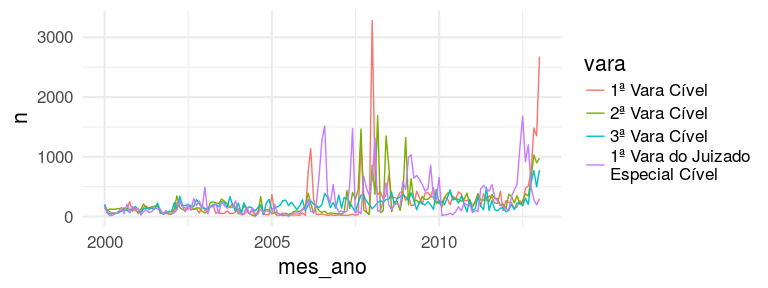 n
3000
2000
1000
0
2000
2005
2010
mes_ano
vara
1ª Vara Cível
2ª Vara Cível
3ª Vara Cível
1ª Vara do Juizado
Especial Cível